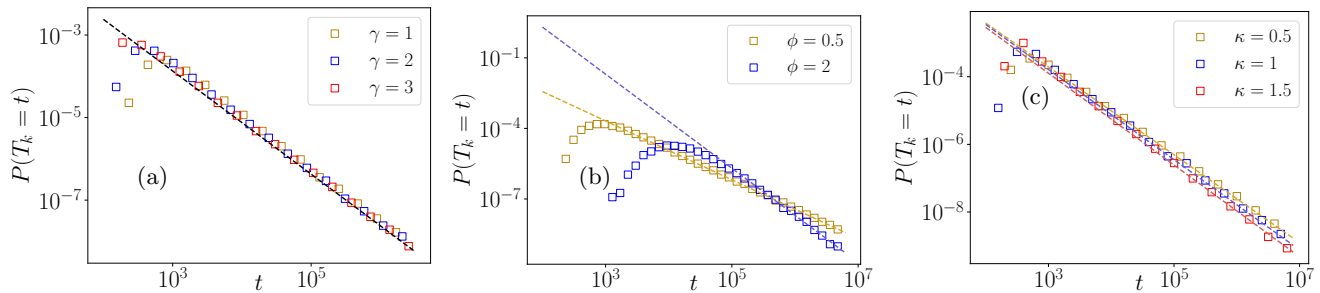 P(T_k = t)
10^{-3}
10^{-5}
10^{-7}
γ = 1
γ = 2
γ = 3
(a)
10^3
10^5
t
P(T_k = t)
10^{-1}
10^{-4}
10^{-7}
ϕ = 0.5
ϕ = 2
(b)
10^3
10^5
10^7
t
P(T_k = t)
10^{-4}
10^{-6}
10^{-8}
κ = 0.5
κ = 1
κ = 1.5
(c)
10^3
10^5
10^7
t